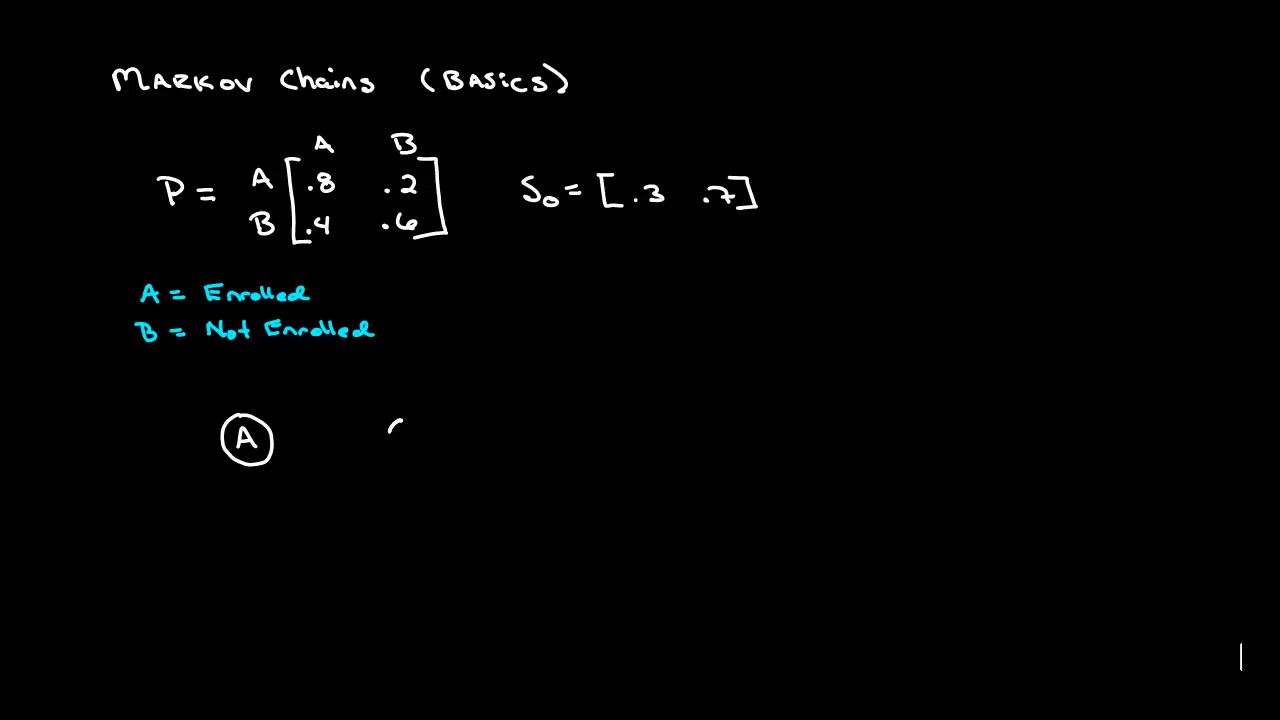 MARKOV Chains (BASICS)
A B
P = A [ .8 .2 ] S₀ = [ .3 .7 ]
B [ .4 .6 ]
A = Enrolled
B = Not Enrolled
A